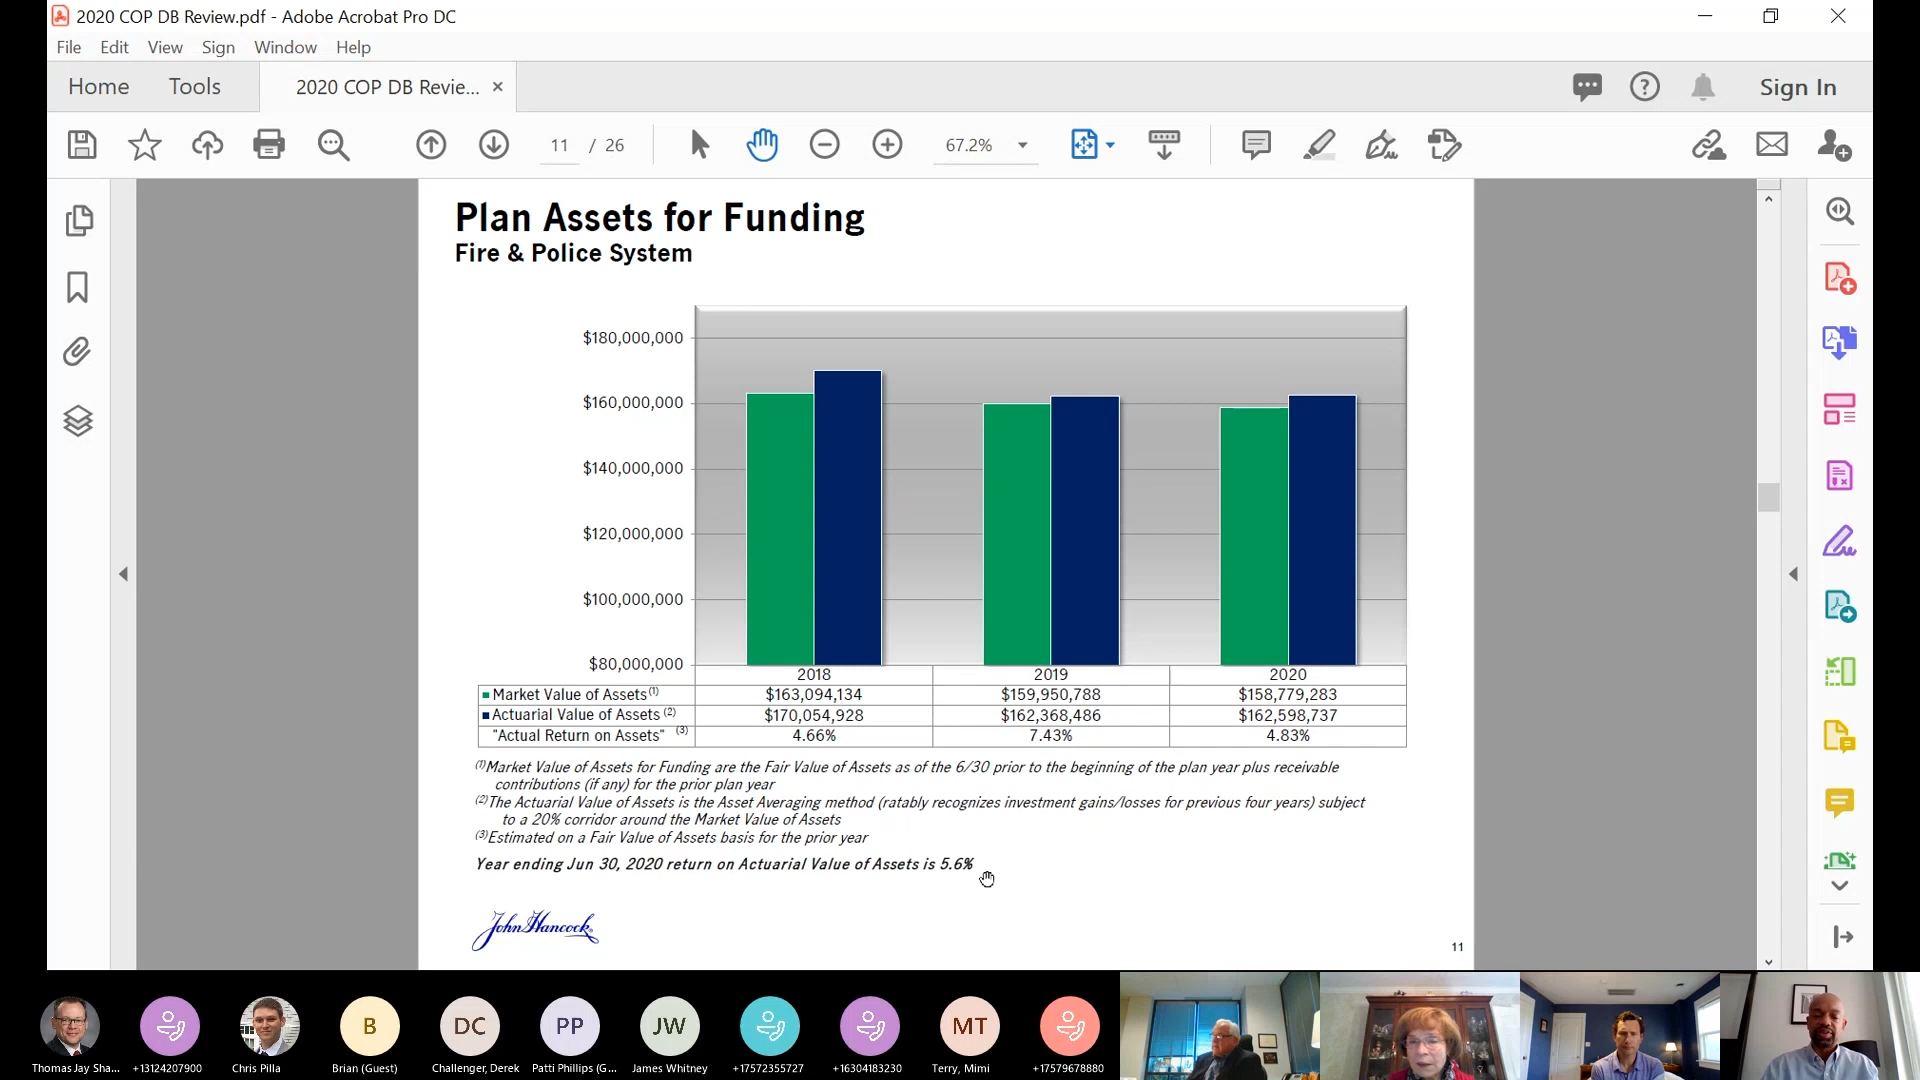 2020 COP DB Review.pdf - Adobe Acrobat Pro DC
File Edit View Sign Window Help
Home Tools 2020 COP DB Revie... × Sign In
11 / 26 67.2%
Plan Assets for Funding
Fire & Police System
$180,000,000
$160,000,000
$140,000,000
$120,000,000
$100,000,000
$80,000,000
2018 2019 2020
Market Value of Assets(1) $163,094,134 $159,950,788 $158,779,283
Actuarial Value of Assets (2) $170,054,928 $162,368,486 $162,598,737
"Actual Return on Assets" (3) 4.66% 7.43% 4.83%
(1)Market Value of Assets for Funding are the Fair Value of Assets as of the 6/30 prior to the beginning of the plan year plus receivable
contributions (if any) for the prior plan year
(2)The Actuarial Value of Assets is the Asset Averaging method (ratably recognizes investment gains/losses for previous four years) subject
to a 20% corridor around the Market Value of Assets
(3)Estimated on a Fair Value of Assets basis for the prior year
Year ending Jun 30, 2020 return on Actuarial Value of Assets is 5.6%
John Hancock
11
B DC PP JW MT
Thomas Jay Sha... +13124207900 Chris Pilla Brian (Guest) Challenger, Derek Patti Phillips (G... James Whitney +17572355727 +16304183230 Terry, Mimi +17579678880